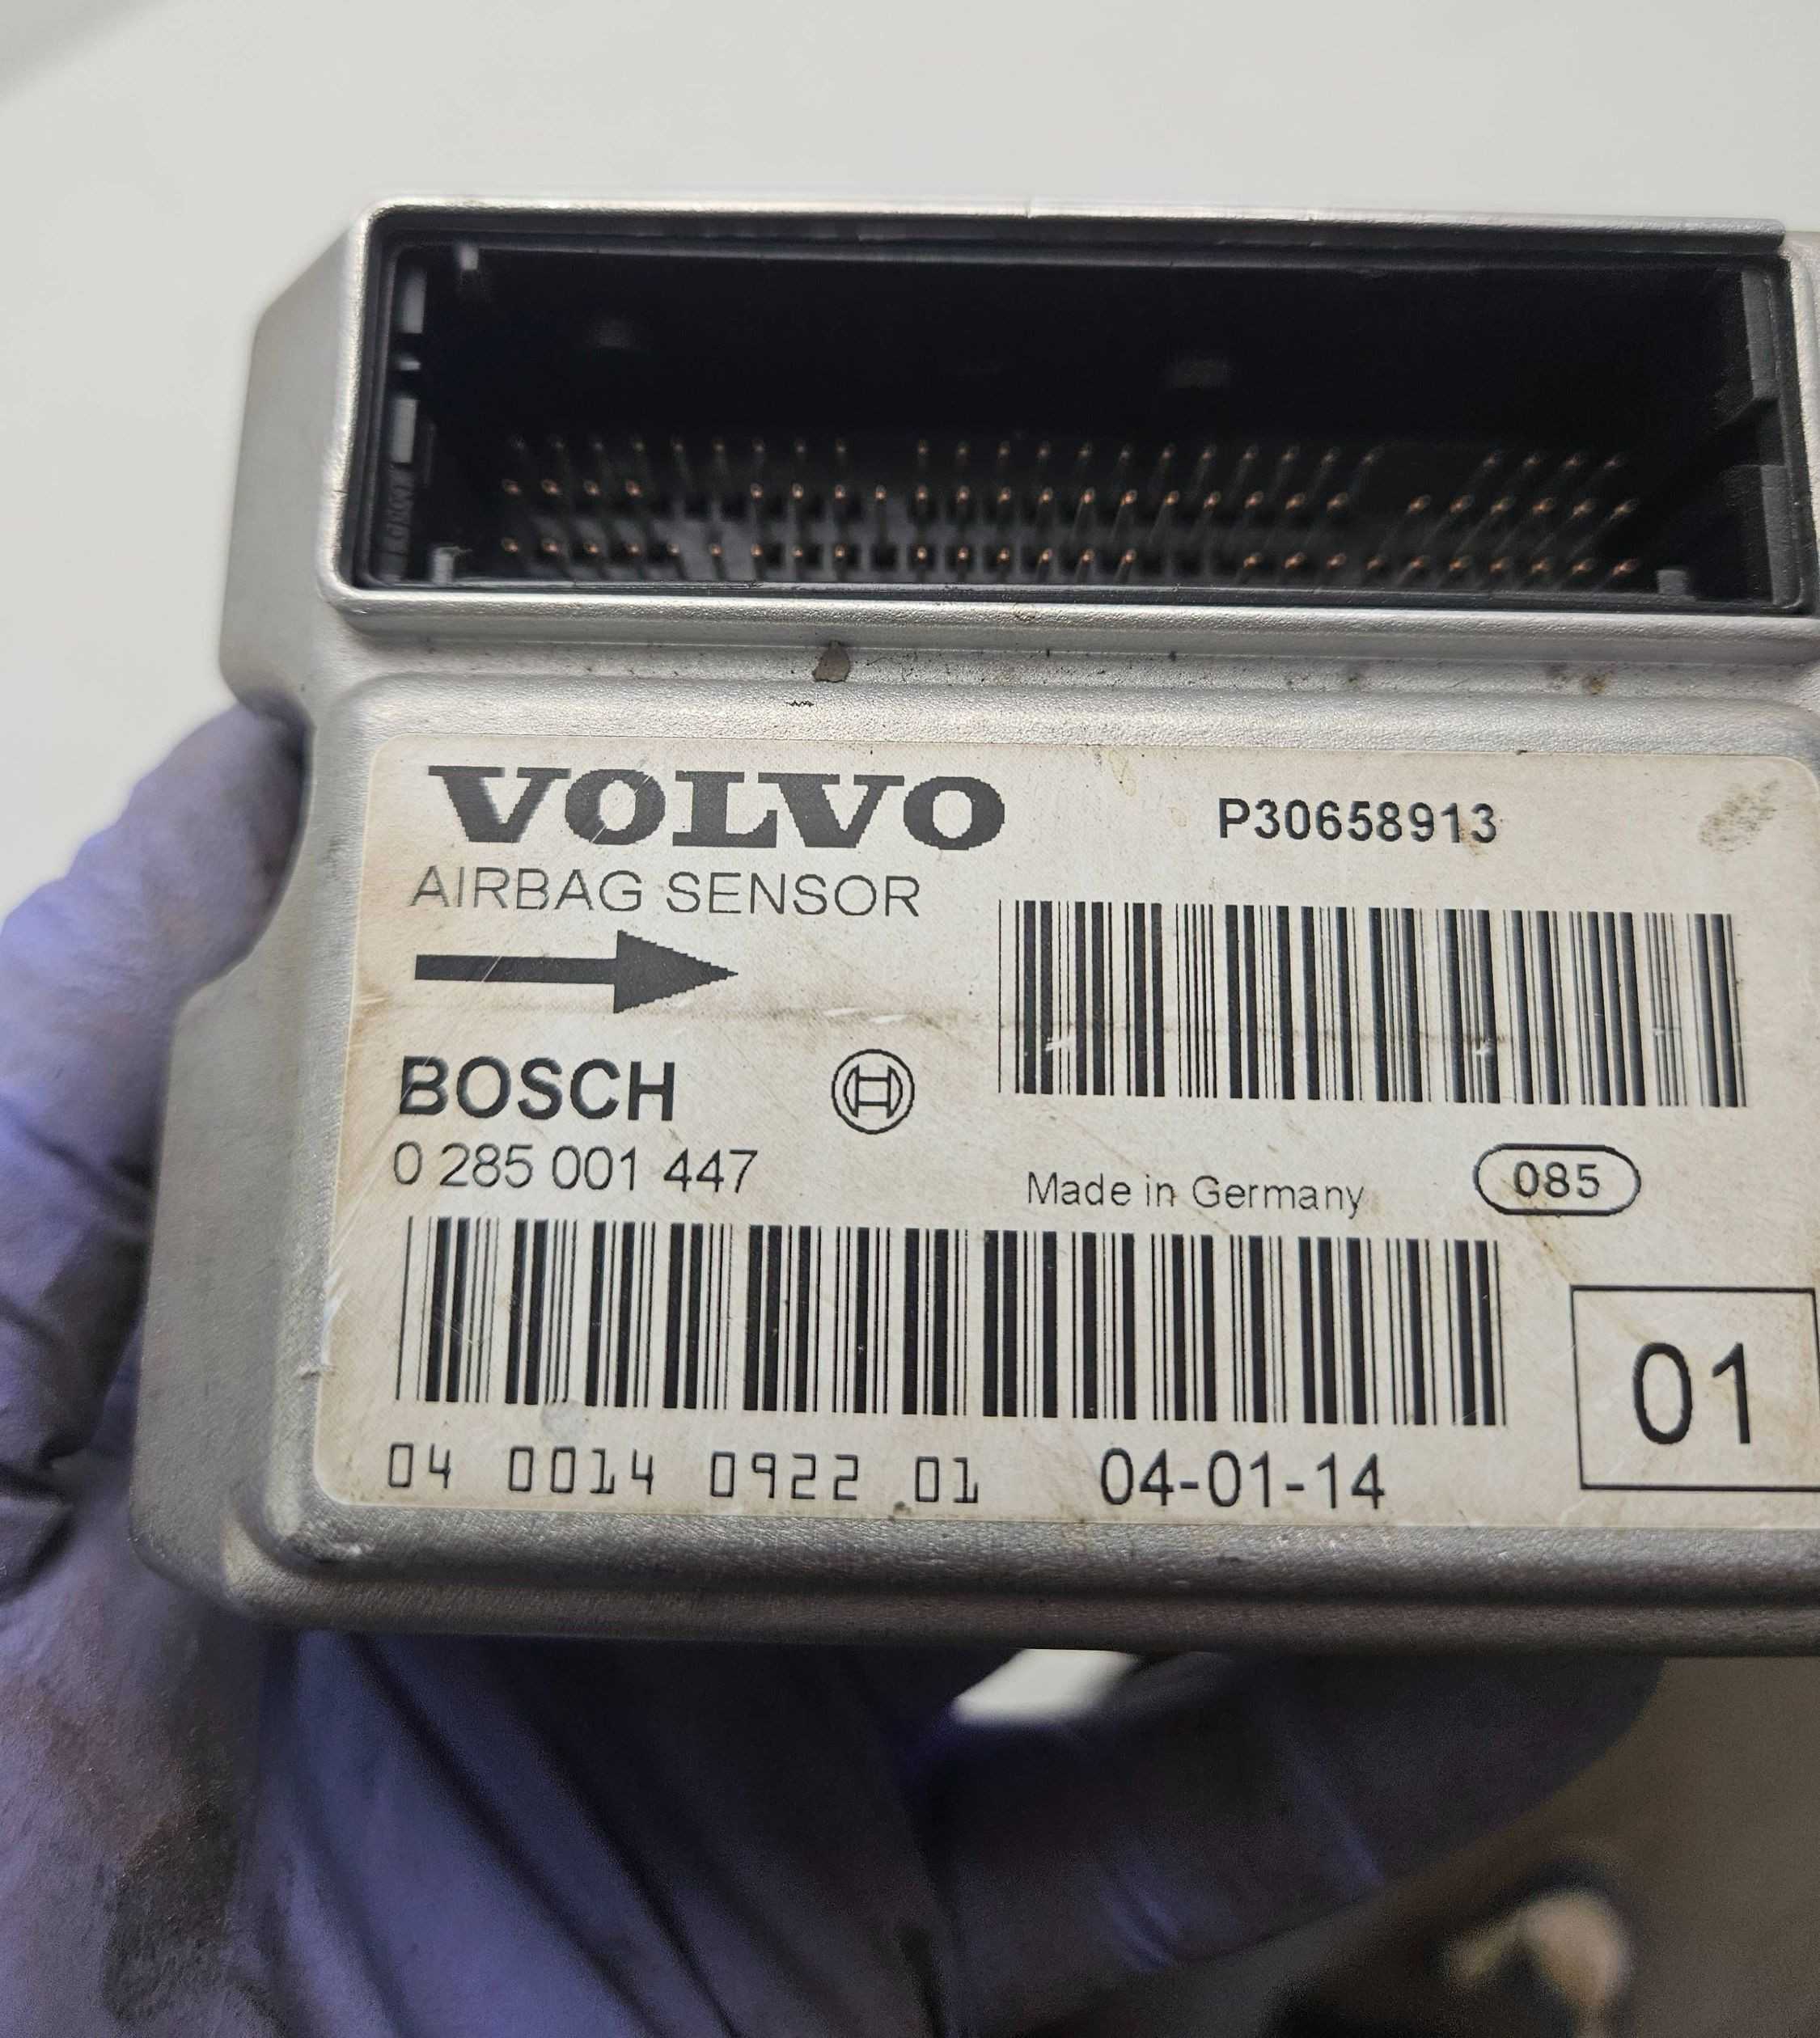 VOLVO
P30658913
AIRBAG SENSOR
BOSCH
0 285 001 447
Made in Germany
085
01
04 0014 0922 01
04-01-14